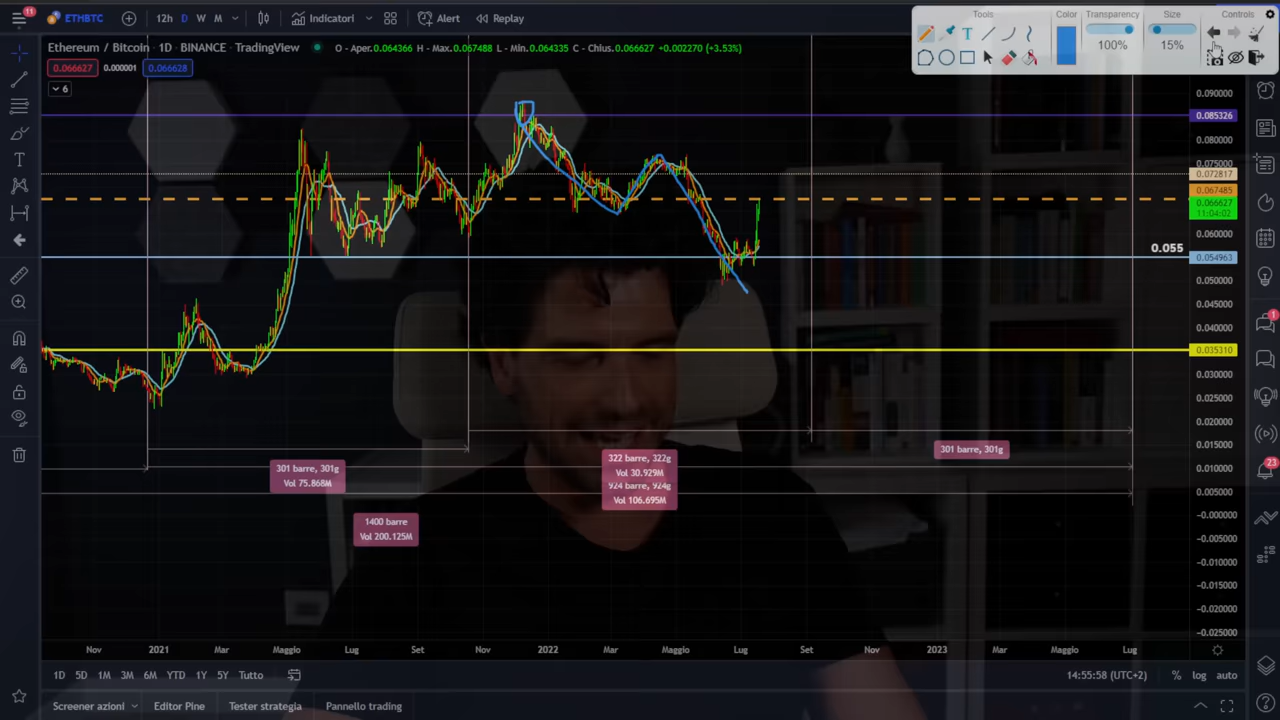 11
ETHBTC
12h D W M
Indicatori
Alert
Replay
Tools
Color
Transparency
Size
Controls
100%
15%
Ethereum / Bitcoin · 1D · BINANCE · TradingView
O - Aper.0.064366 H - Max.0.067488 L - Min.0.064335 C - Chius.0.066627 +0.002270 (+3.53%)
0.066627 0.000001 0.066628
6
0.090000
0.085326
0.080000
0.075000
0.072817
0.067485
0.066627
11:04:02
0.060000
0.055
0.054963
0.050000
0.045000
0.040000
0.035310
0.030000
0.025000
0.020000
0.015000
0.010000
0.005000
-0.000000
-0.005000
-0.010000
-0.015000
-0.020000
-0.025000
301 barre, 301g
Vol 75.868M
322 barre, 322g
Vol 30.929M
924 barre, 924g
Vol 106.695M
301 barre, 301g
1400 barre
Vol 200.125M
1
23
Nov 2021 Mar Maggio Lug Set Nov 2022 Mar Maggio Lug Set Nov 2023 Mar Maggio Lug
1D 5D 1M 3M 6M YTD 1Y 5Y Tutto
14:55:58 (UTC+2)
% log auto
Screener azioni
Editor Pine
Tester strategia
Pannello trading